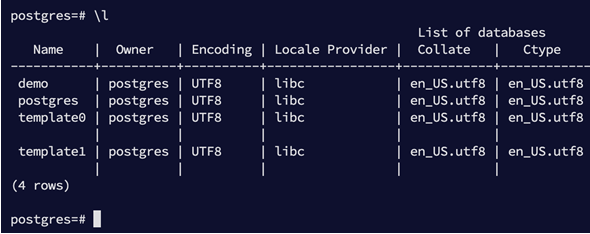 postgres=# \l
                                                      List of databases
   Name    |  Owner   | Encoding | Locale Provider |  Collate   |   Ctype
-----------+----------+----------+-----------------+------------+-----------
 demo      | postgres | UTF8     | libc            | en_US.utf8 | en_US.utf8
 postgres  | postgres | UTF8     | libc            | en_US.utf8 | en_US.utf8
 template0 | postgres | UTF8     | libc            | en_US.utf8 | en_US.utf8
           |          |          |                 |            |
 template1 | postgres | UTF8     | libc            | en_US.utf8 | en_US.utf8
           |          |          |                 |            |
(4 rows)
postgres=#